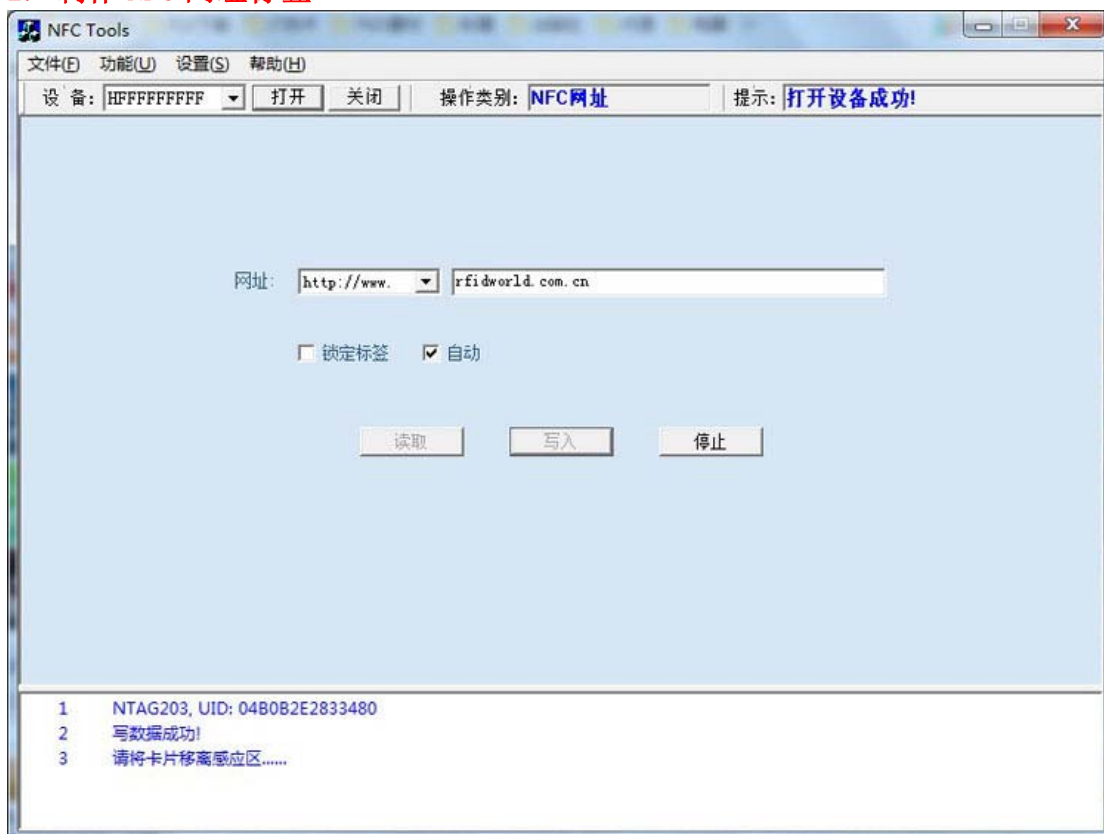 NFC Tools
文件(F) 功能(U) 设置(S) 帮助(H)
设 备: HFFFFFFFFF 打开 关闭 操作类别: NFC网址 提示: 打开设备成功!
网址: http://www. rfidworld.com.cn
锁定标签 自动
读取 写入 停止
1 NTAG203, UID: 04B0B2E2833480
2 写数据成功!
3 请将卡片移离感应区......